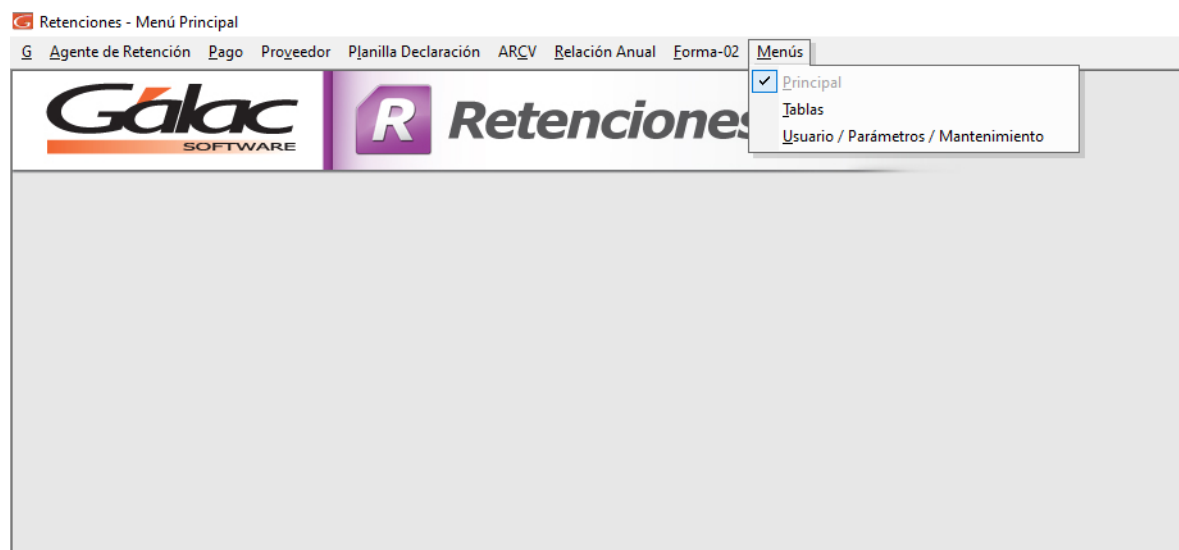 Retenciones - Menú Principal
G Agente de Retención Pago Proveedor Planilla Declaración ARCV Relación Anual Forma-02 Menús
Gálac
SOFTWARE
R Retenciones
Principal
Tablas
Usuario / Parámetros / Mantenimiento